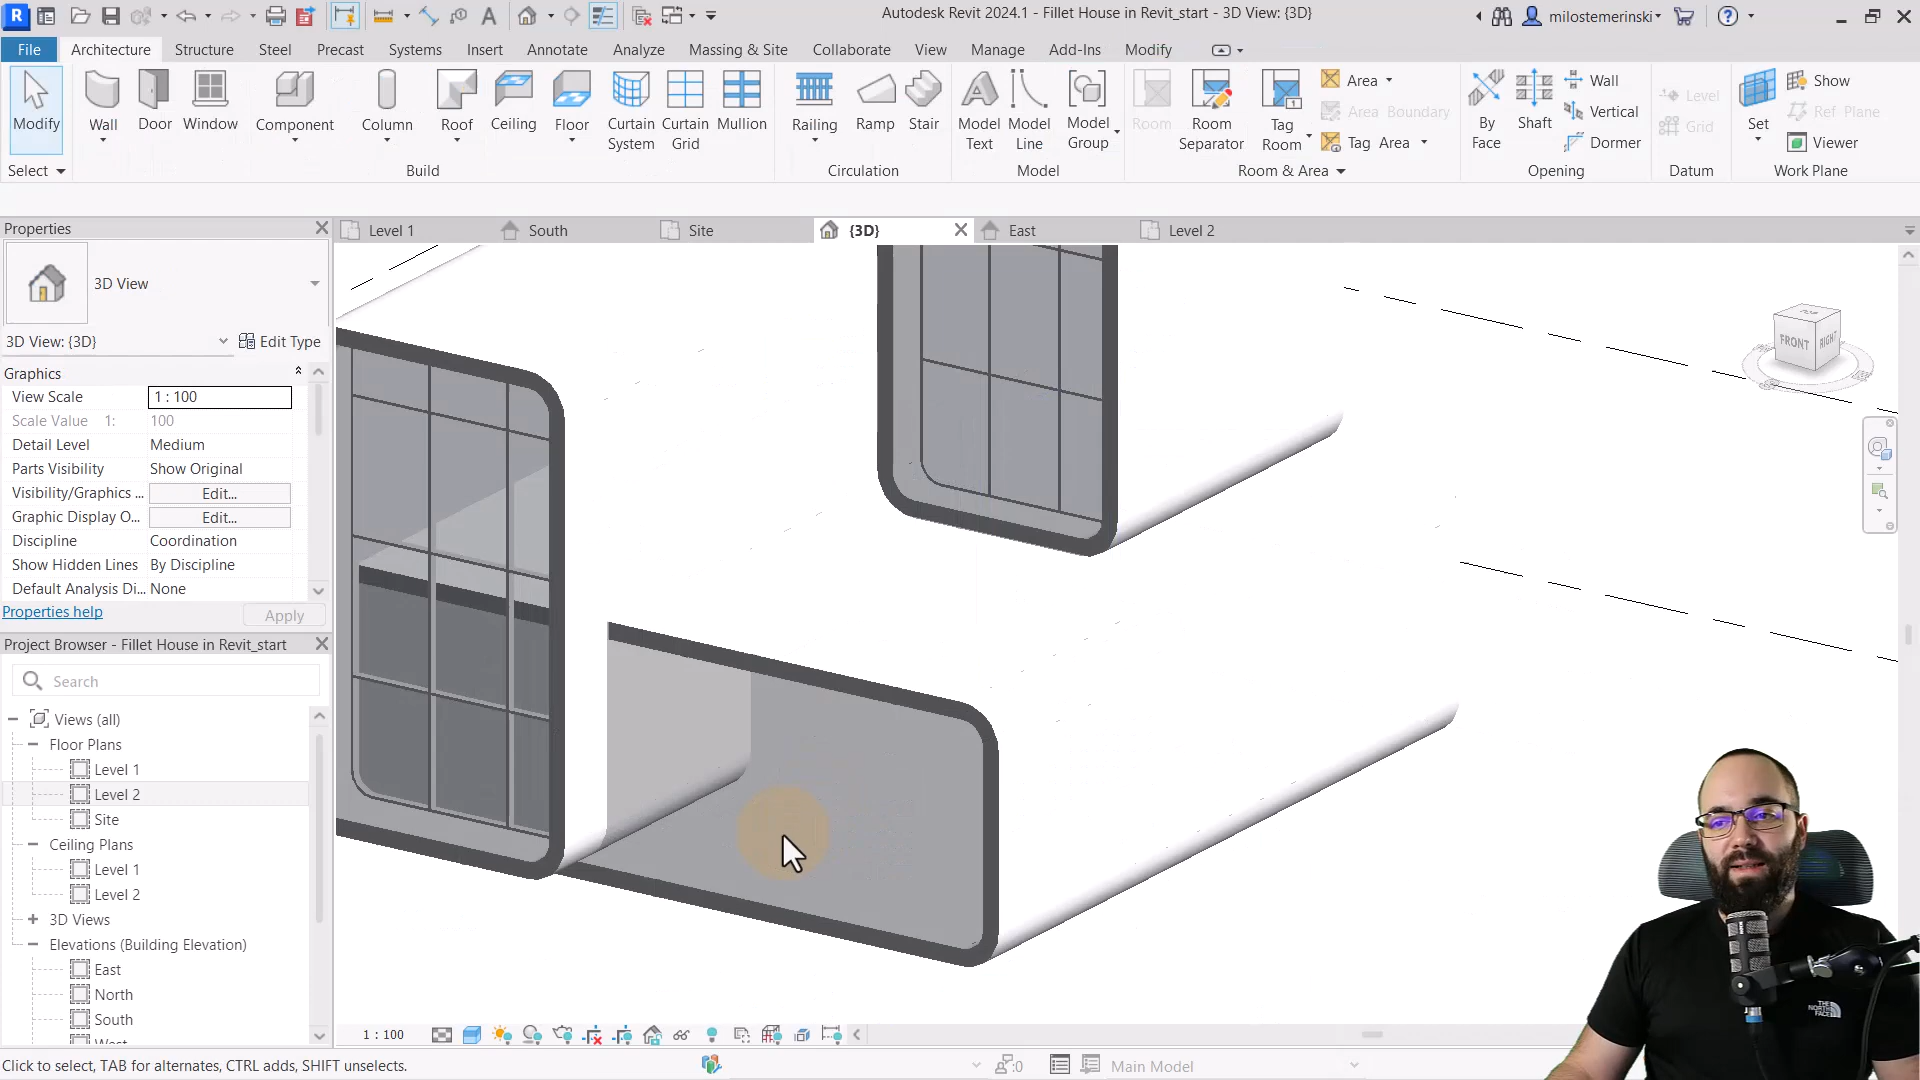 Autodesk Revit 2024.1 - Fillet House in Revit_start - 3D View: {3D}
milostemerinski
File Architecture Structure Steel Precast Systems Insert Annotate Analyze Massing & Site Collaborate View Manage Add-Ins Modify
Modify
Wall
Door
Window
Component
Column
Roof
Ceiling
Floor
Curtain System
Curtain Grid
Mullion
Railing
Ramp
Stair
Model Text
Model Line
Model Group
Room
Room Separator
Tag Room
Area
Area Boundary
Tag Area
By Face
Shaft
Wall
Vertical
Dormer
Level
Grid
Set
Show
Ref Plane
Viewer
Select Build Circulation Model Room & Area Opening Datum Work Plane
Properties
Level 1 South Site {3D} East Level 2
3D View
3D View: {3D} Edit Type
Graphics
View Scale 1 : 100
Scale Value 1: 100
Detail Level Medium
Parts Visibility Show Original
Visibility/Graphics ... Edit...
Graphic Display O... Edit...
Discipline Coordination
Show Hidden Lines By Discipline
Default Analysis Di... None
Properties help Apply
Project Browser - Fillet House in Revit_start
Search
Views (all)
Floor Plans
Level 1
Level 2
Site
Ceiling Plans
Level 1
Level 2
3D Views
Elevations (Building Elevation)
East
North
South
FRONT RIGHT
THE NORTH FACE
1 : 100
Click to select, TAB for alternates, CTRL adds, SHIFT unselects.
:0
Main Model